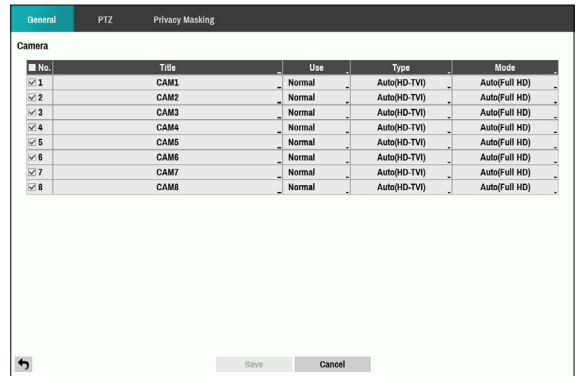 General PTZ Privacy Masking
Camera
No. Title Use Type Mode
1 CAM1 Normal Auto(HD-TVI) Auto(Full HD)
2 CAM2 Normal Auto(HD-TVI) Auto(Full HD)
3 CAM3 Normal Auto(HD-TVI) Auto(Full HD)
4 CAM4 Normal Auto(HD-TVI) Auto(Full HD)
5 CAM5 Normal Auto(HD-TVI) Auto(Full HD)
6 CAM6 Normal Auto(HD-TVI) Auto(Full HD)
7 CAM7 Normal Auto(HD-TVI) Auto(Full HD)
8 CAM8 Normal Auto(HD-TVI) Auto(Full HD)
Save Cancel